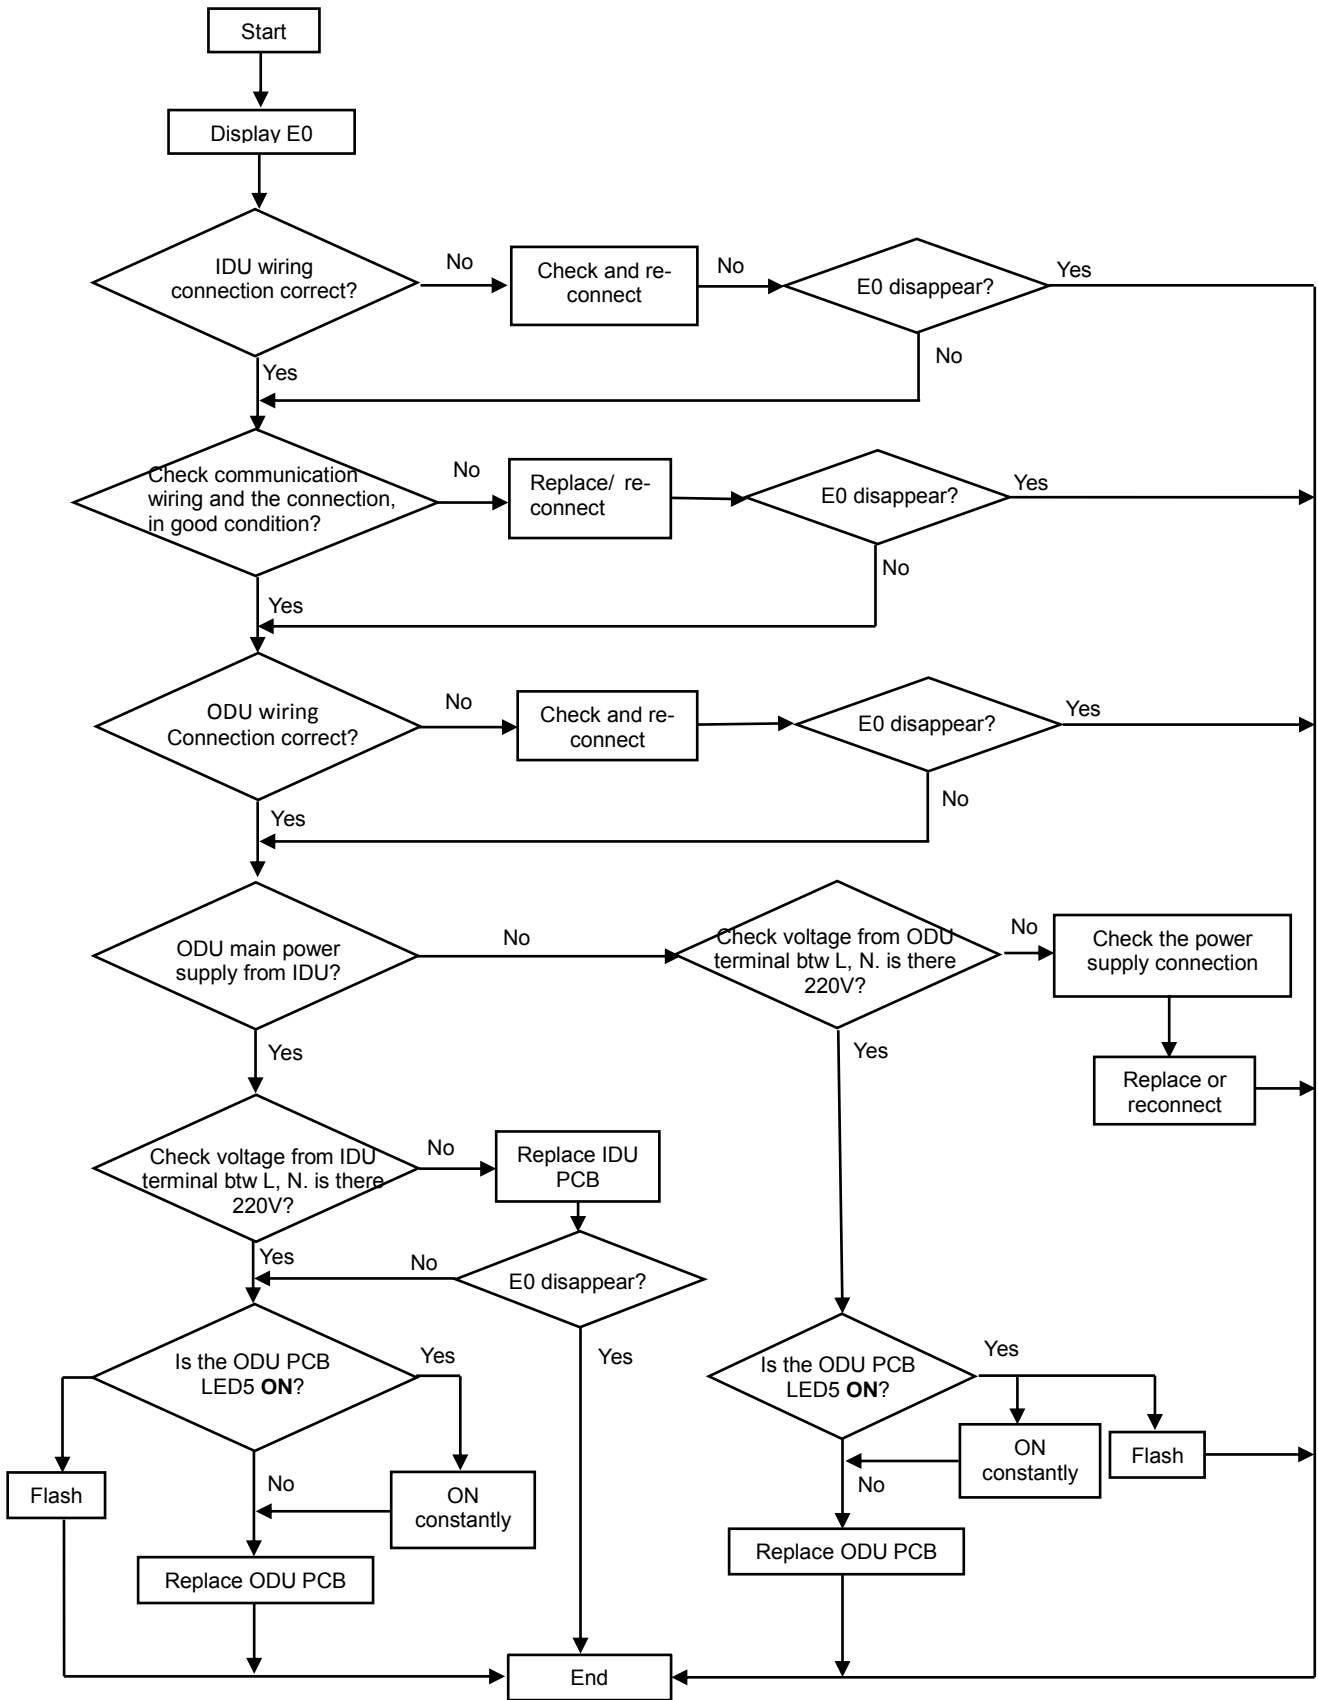 Start
Display E0
IDU wiring
connection correct?
No
Check and re-
connect
No
E0 disappear?
Yes
No
Yes
Check communication
wiring and the connection,
in good condition?
No
Replace/ re-
connect
E0 disappear?
Yes
No
Yes
ODU wiring
Connection correct?
No
Check and re-
connect
E0 disappear?
Yes
No
Yes
ODU main power
supply from IDU?
No
Check voltage from ODU
terminal btw L, N. is there
220V?
No
Check the power
supply connection
Replace or
reconnect
Yes
Yes
Check voltage from IDU
terminal btw L, N. is there
220V?
No
Replace IDU
PCB
Yes
No
E0 disappear?
Yes
Is the ODU PCB
LED5 ON?
Yes
Flash
No
ON
constantly
Replace ODU PCB
Is the ODU PCB
LED5 ON?
Yes
ON
constantly
Flash
No
Replace ODU PCB
End